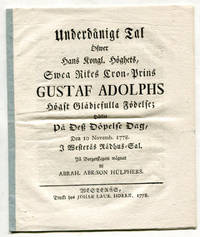 Underdånigt Tal
Öfwer
Hans Kongl. Höghets,
Swea Rikes Cron-Prins
GUSTAF ADOLPHS
Högst Glädjefulla Födelse;
Hållet
På Deß Döpelse Dag,
Den 10 Novemb. 1778.
I Westerås Rådhus-Sal,
På Borgerskapets wägnar
Af
ABRAH. ABR:SON HÜLPHERS.
WESTERÅS,
Tryckt hos JOHAN LAUR. HORRN, 1778.